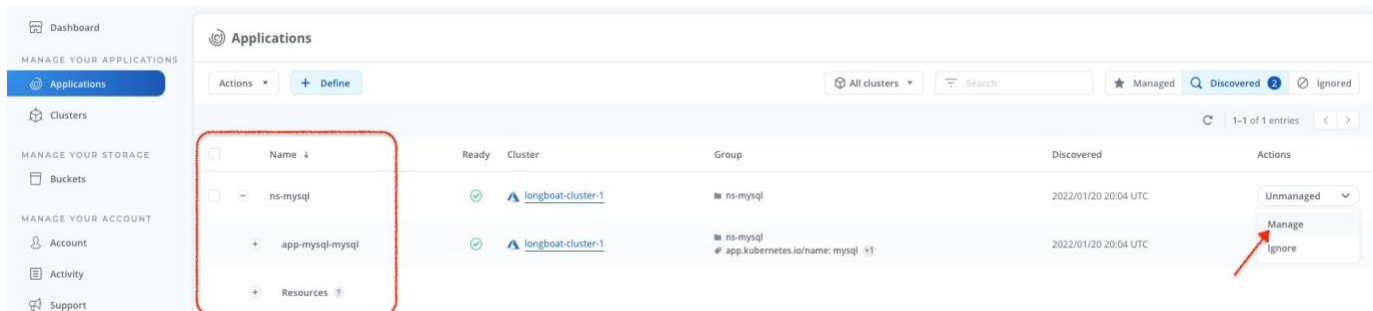 Dashboard
Applications
MANAGE YOUR APPLICATIONS
Applications
Actions
+ Define
All clusters
Search
Managed
Discovered 2
Ignored
Clusters
1-1 of 1 entries
MANAGE YOUR STORAGE
Name ↓
Ready
Cluster
Group
Discovered
Actions
Buckets
ns-mysql
longboat-cluster-1
ns-mysql
2022/01/20 20:04 UTC
Unmanaged
MANAGE YOUR ACCOUNT
Manage
Account
app-mysql-mysql
longboat-cluster-1
ns-mysql
app.kubernetes.io/name: mysql +1
2022/01/20 20:04 UTC
Ignore
Activity
Resources ?
Support